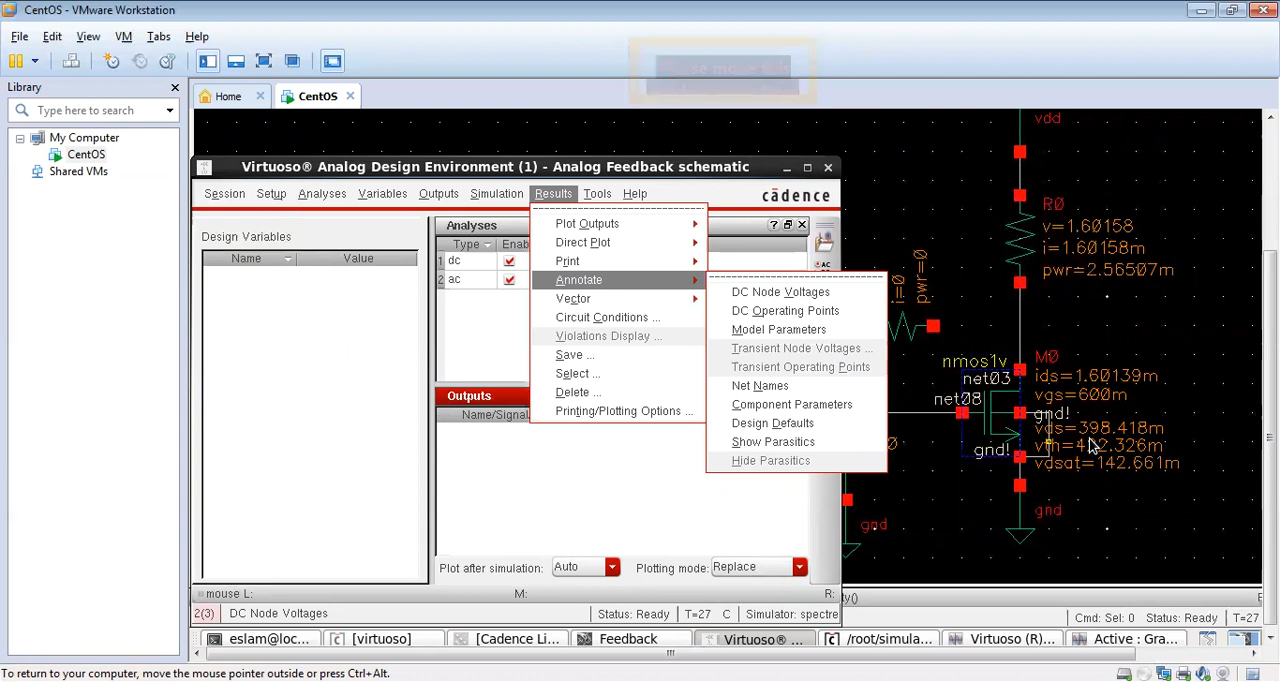 CentOS - VMware Workstation
File Edit View VM Tabs Help
Library
Type here to search
My Computer
CentOS
Shared VMs
Home
CentOS
Virtuoso® Analog Design Environment (1) - Analog Feedback schematic
Session Setup Analyses Variables Outputs Simulation Results Tools Help
cādence
Design Variables
Name Value
Analyses
Type Enab
1 dc
2 ac
Plot Outputs
Direct Plot
Print
Annotate
Vector
Circuit Conditions ...
Violations Display ...
Save ...
Select ...
Delete ...
Printing/Plotting Options ...
DC Node Voltages
DC Operating Points
Model Parameters
Transient Node Voltages ...
Transient Operating Points
Net Names
Component Parameters
Design Defaults
Show Parasitics
Hide Parasitics
AC
Outputs
Name/Signal
Plot after simulation: Auto Plotting mode: Replace
mouse L: M: R:
2(3) DC Node Voltages Status: Ready T=27 C Simulator: spectre
vdd
R0
v=1.60158
i=1.60158m
pwr=2.56507m
i=0
pwr=0
nmos1v
net03
net08
gnd!
M0
ids=1.60139m
vgs=600m
gnd!
vds=398.418m
vdsat=142.661m
gnd
gnd
Cmd: Sel: 0 Status: Ready T=27
eslam@loc...
[virtuoso]
[Cadence Li...
Feedback
Virtuoso® ...
/root/simula...
Virtuoso (R)...
Active : Gra...
To return to your computer, move the mouse pointer outside or press Ctrl+Alt.